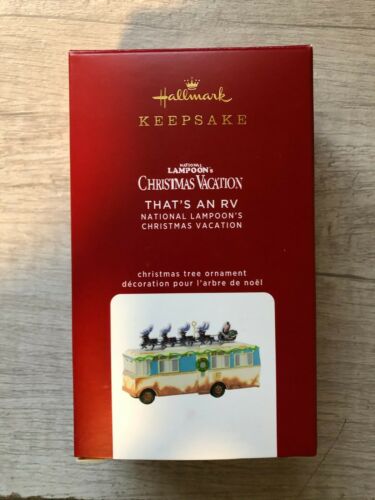 Hallmark
KEEPSAKE
NATIONAL
LAMPOON's
CHRISTMAS VACATION
THAT'S AN RV
NATIONAL LAMPOON'S
CHRISTMAS VACATION
christmas tree ornament
décoration pour l'arbre de noël